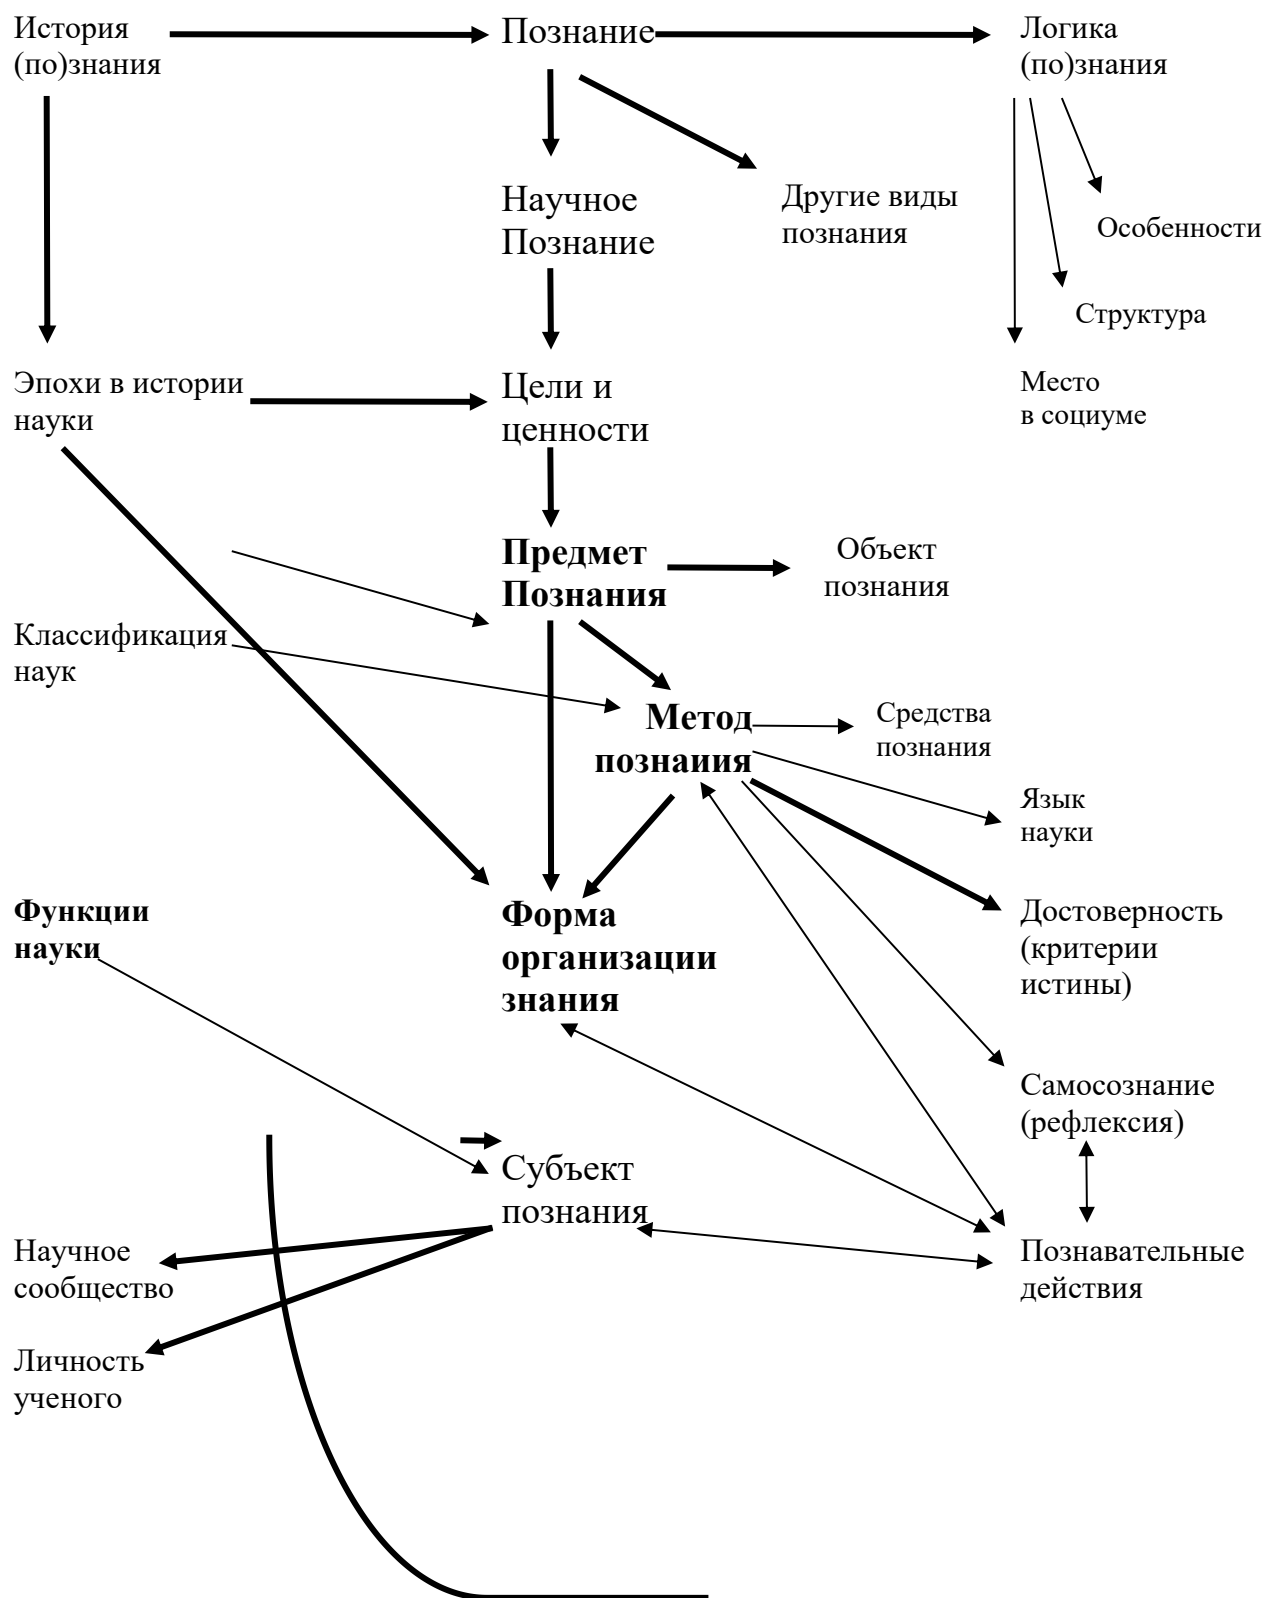 История
(по)знания
Познание
Логика
(по)знания
Научное
Познание
Другие виды
познания
Особенности
Структура
Эпохи в истории
науки
Цели и
ценности
Место
в социуме
Предмет
Познания
Объект
познания
Классификация
наук
Метод
познаиия
Средства
познания
Язык
науки
Функции
науки
Форма
организации
знания
Достоверность
(критерии
истины)
Самосознание
(рефлексия)
Субъект
познания
Научное
сообщество
Познавательные
действия
Личность
ученого